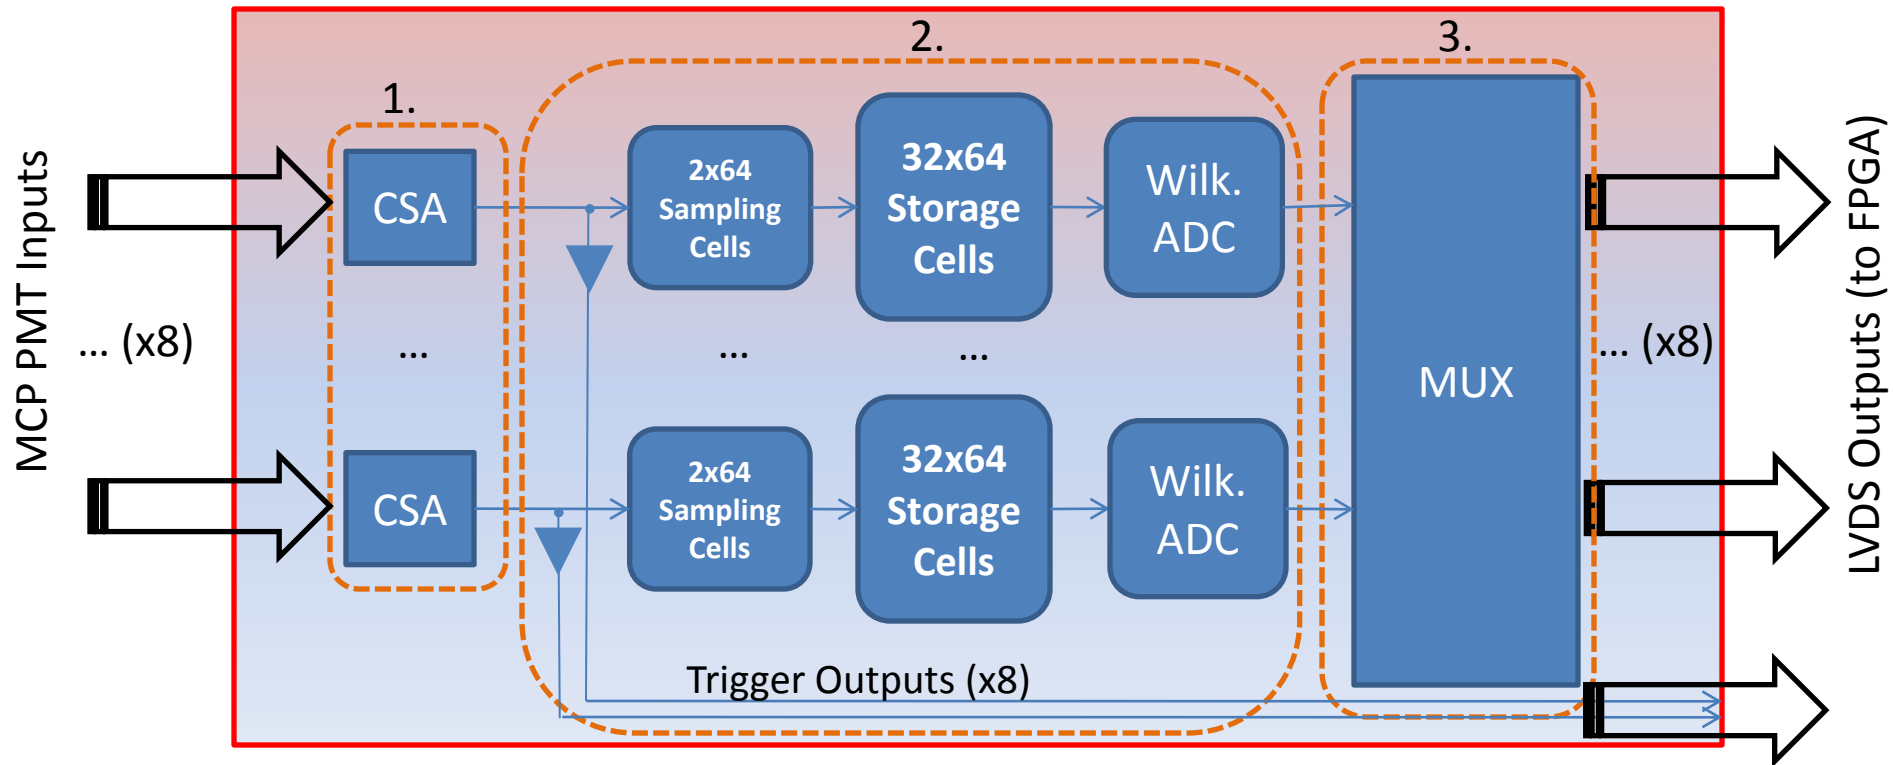 2.
3.
1.
MCP PMT Inputs
CSA
2x64
Sampling
Cells
32x64
Storage
Cells
Wilk.
ADC
... (x8)
...
...
...
MUX
... (x8)
LVDS Outputs (to FPGA)
CSA
2x64
Sampling
Cells
32x64
Storage
Cells
Wilk.
ADC
Trigger Outputs (x8)